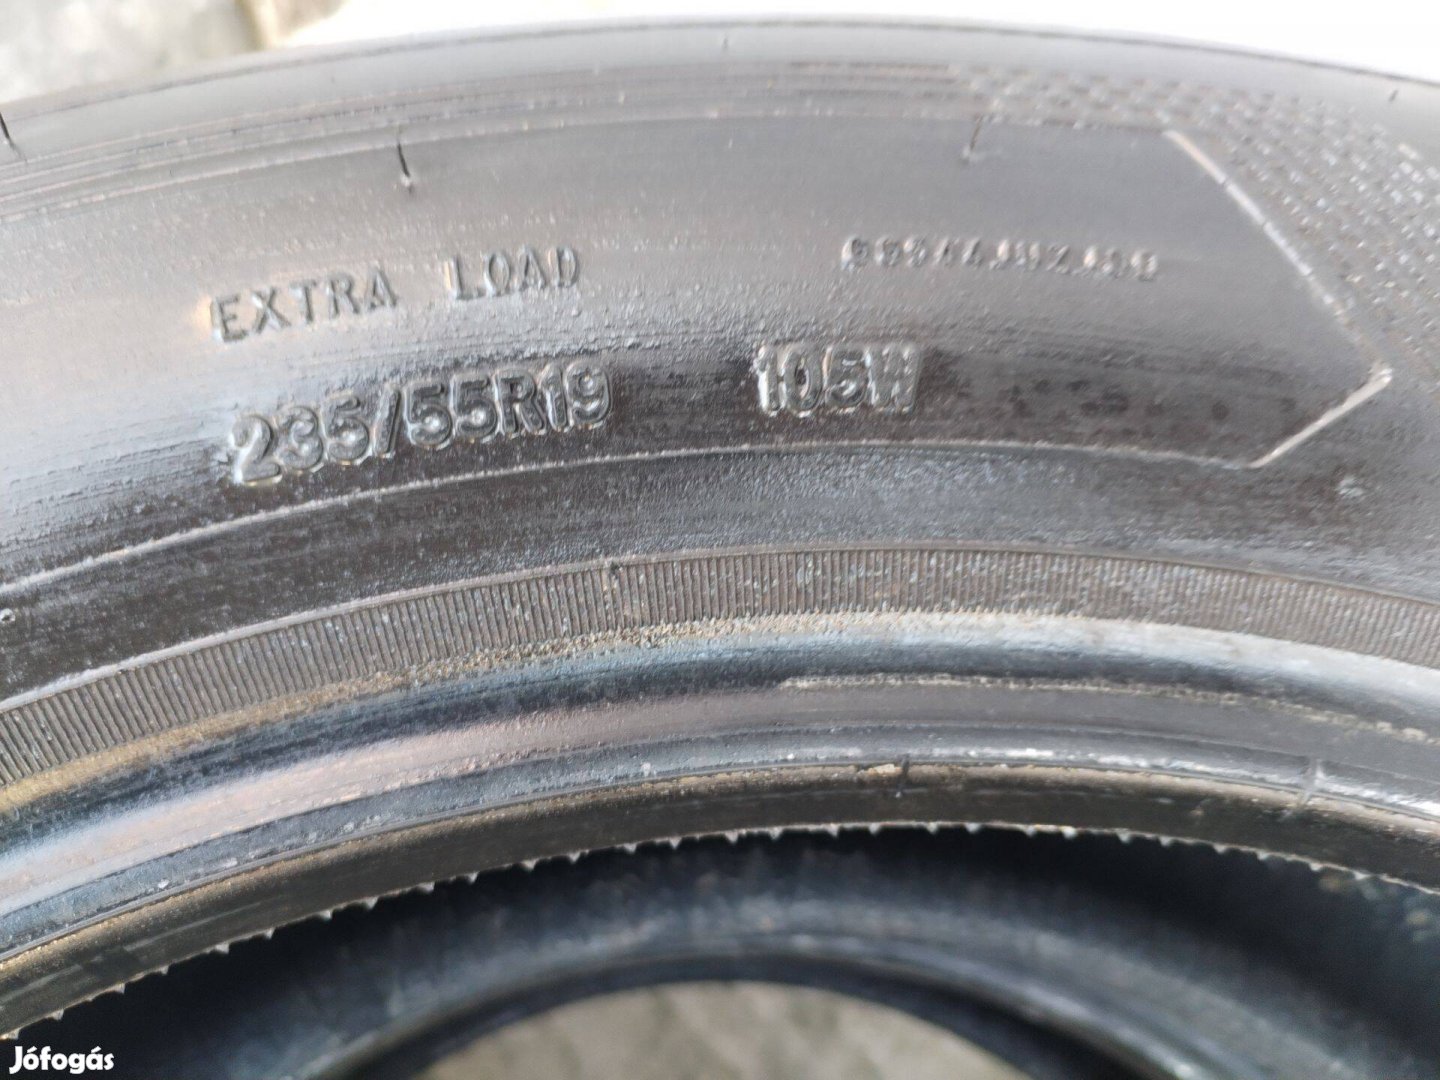 EXTRA LOAD
235/55R19 105W
Jófogás